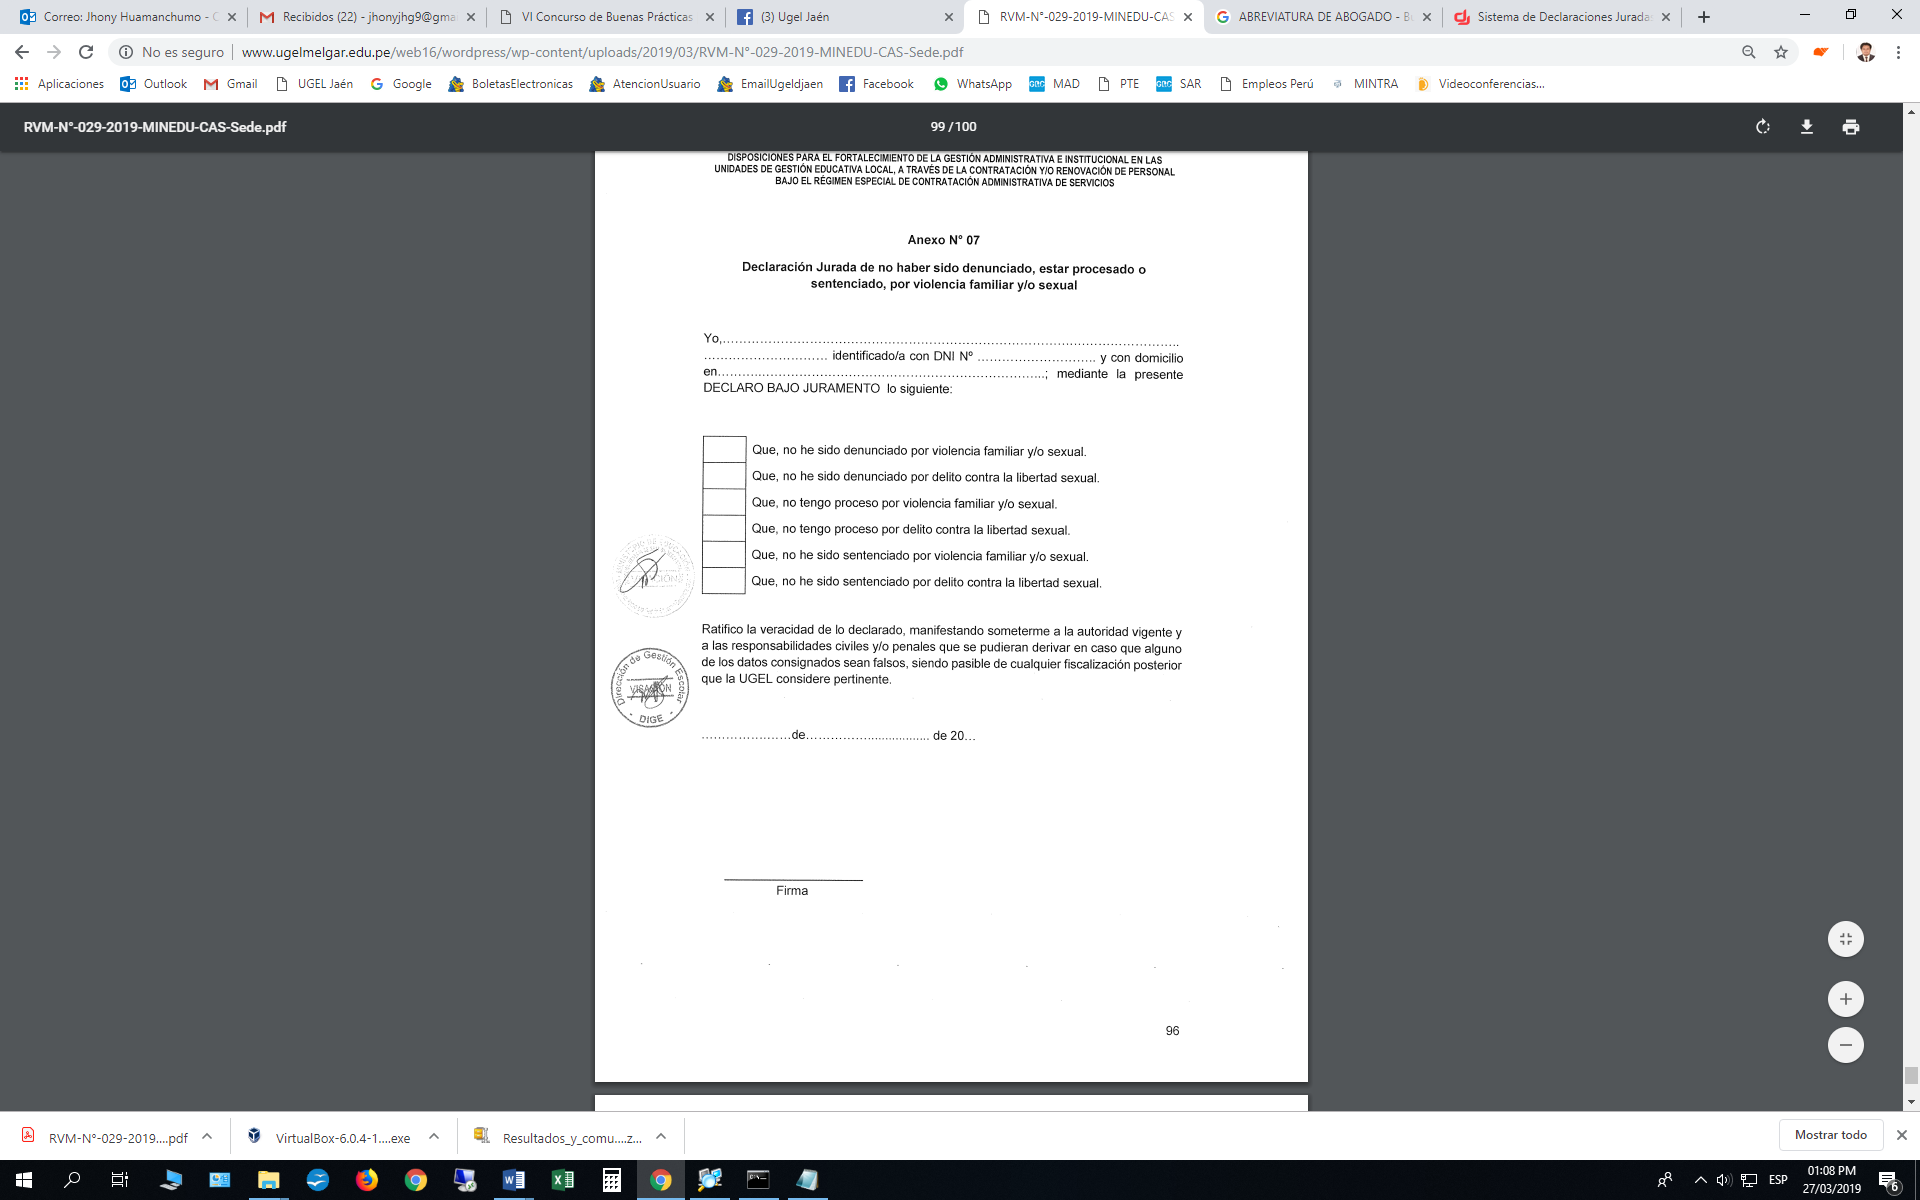 Correo: Jhony Huamanchumo - C
Recibidos (22) - jhonyjhg9@gma
VI Concurso de Buenas Prácticas
(3) Ugel Jaén
RVM-N°-029-2019-MINEDU-CAS
ABREVIATURA DE ABOGADO - B
Sistema de Declaraciones Jurada
No es seguro
www.ugelmelgar.edu.pe/web16/wordpress/wp-content/uploads/2019/03/RVM-N°-029-2019-MINEDU-CAS-Sede.pdf
Aplicaciones Outlook Gmail UGEL Jaén Google BoletasElectronicas AtencionUsuario EmailUgeldjaen Facebook WhatsApp MAD PTE SAR Empleos Perú MINTRA Videoconferencias...
RVM-N°-029-2019-MINEDU-CAS-Sede.pdf
99 / 100
DISPOSICIONES PARA EL FORTALECIMIENTO DE LA GESTIÓN ADMINISTRATIVA E INSTITUCIONAL EN LAS
UNIDADES DE GESTIÓN EDUCATIVA LOCAL, A TRAVÉS DE LA CONTRATACIÓN Y/O RENOVACIÓN DE PERSONAL
BAJO EL RÉGIMEN ESPECIAL DE CONTRATACIÓN ADMINISTRATIVA DE SERVICIOS
Anexo N° 07
Declaración Jurada de no haber sido denunciado, estar procesado o
sentenciado, por violencia familiar y/o sexual
Yo,………………………………………………………………………………………………..
………………………… identificado/a con DNI Nº ……………………….. y con domicilio
en……………………………………………………………………..; mediante la presente
DECLARO BAJO JURAMENTO lo siguiente:
Que, no he sido denunciado por violencia familiar y/o sexual.
Que, no he sido denunciado por delito contra la libertad sexual.
Que, no tengo proceso por violencia familiar y/o sexual.
Que, no tengo proceso por delito contra la libertad sexual.
Que, no he sido sentenciado por violencia familiar y/o sexual.
Que, no he sido sentenciado por delito contra la libertad sexual.
Ratifico la veracidad de lo declarado, manifestando someterme a la autoridad vigente y
a las responsabilidades civiles y/o penales que se pudieran derivar en caso que alguno
de los datos consignados sean falsos, siendo pasible de cualquier fiscalización posterior
que la UGEL considere pertinente.
Dirección de Gestión Escolar
VISACIÓN
- DIGE -
…………………de……………................. de 20…
Firma
96
RVM-N°-029-2019....pdf
VirtualBox-6.0.4-1....exe
Resultados_y_comu....z...
Mostrar todo
ESP
01:08 PM
27/03/2019
6